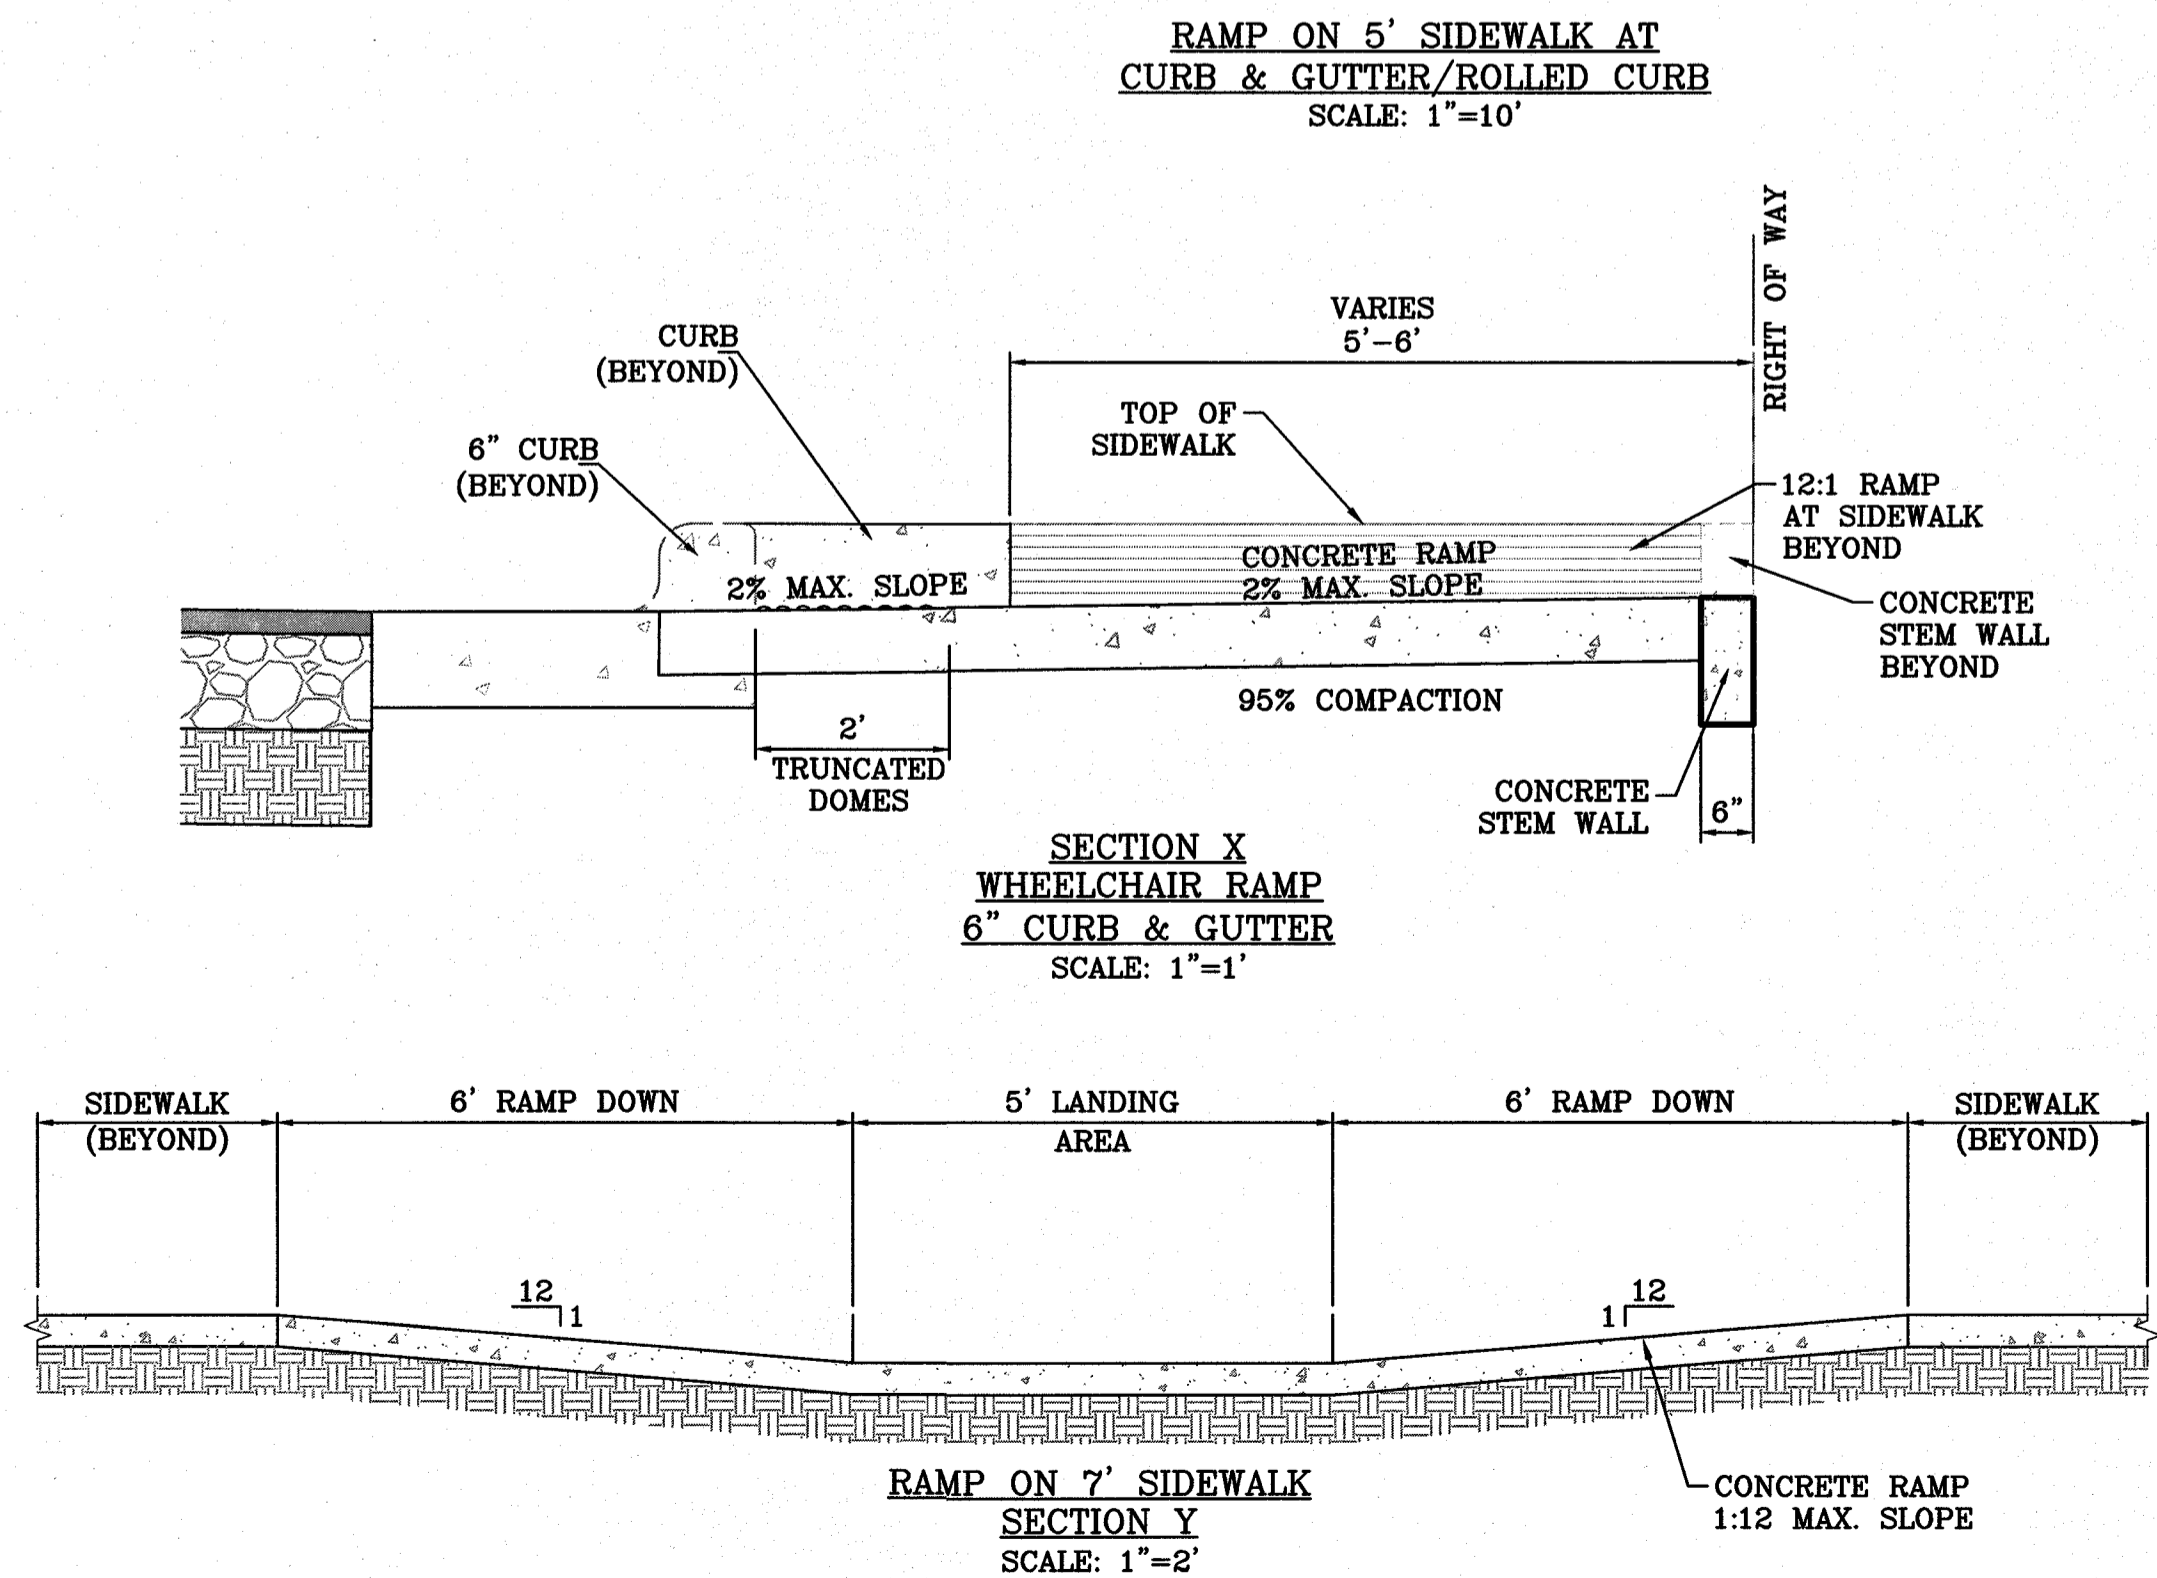 RAMP ON 5' SIDEWALK AT
CURB & GUTTER/ROLLED CURB
SCALE: 1"=10'
RIGHT OF WAY
VARIES
5'-6'
CURB
(BEYOND)
TOP OF
SIDEWALK
6" CURB
(BEYOND)
12:1 RAMP
AT SIDEWALK
BEYOND
CONCRETE RAMP
2% MAX. SLOPE
2% MAX. SLOPE
CONCRETE
STEM WALL
BEYOND
95% COMPACTION
2'
TRUNCATED
DOMES
CONCRETE
STEM WALL
6"
SECTION X
WHEELCHAIR RAMP
6" CURB & GUTTER
SCALE: 1"=1'
SIDEWALK
(BEYOND)
6' RAMP DOWN
5' LANDING
AREA
6' RAMP DOWN
SIDEWALK
(BEYOND)
12
1
12
1
CONCRETE RAMP
1:12 MAX. SLOPE
RAMP ON 7' SIDEWALK
SECTION Y
SCALE: 1"=2'